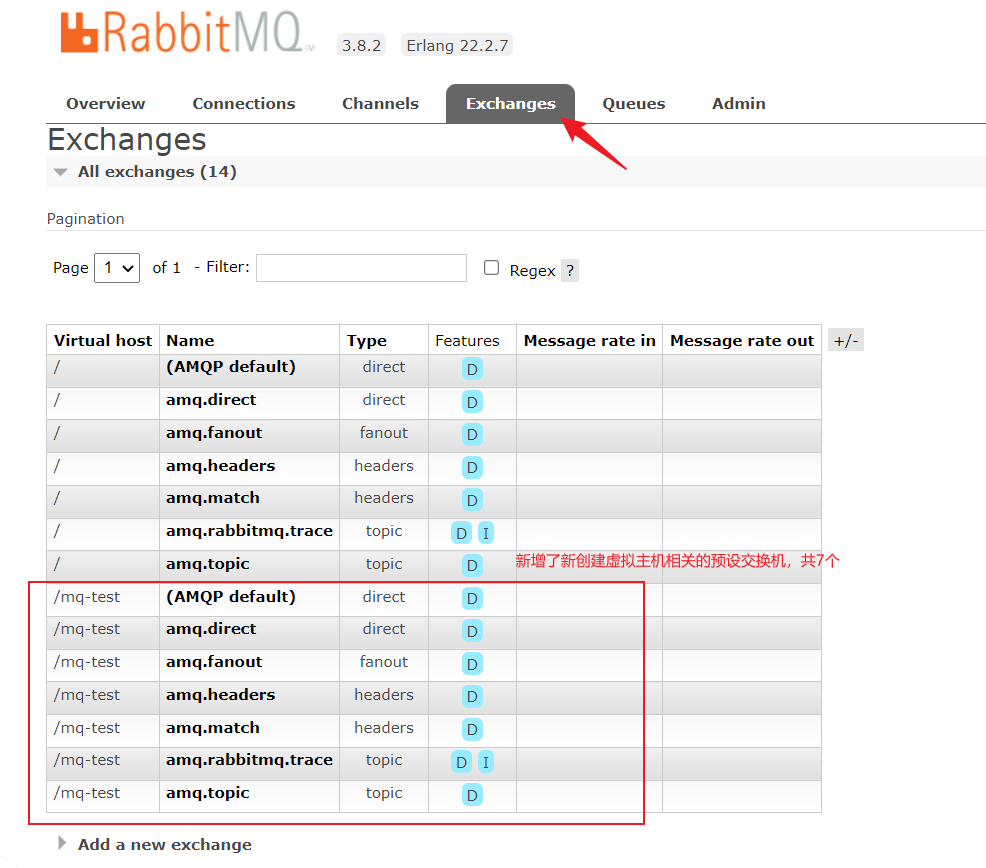 RabbitMQ TM 3.8.2 Erlang 22.2.7
Overview Connections Channels Exchanges Queues Admin
Exchanges
All exchanges (14)
Pagination
Page 1 of 1 - Filter: Regex ?
Virtual host Name Type Features Message rate in Message rate out +/-
/ (AMQP default) direct D
/ amq.direct direct D
/ amq.fanout fanout D
/ amq.headers headers D
/ amq.match headers D
/ amq.rabbitmq.trace topic D I
/ amq.topic topic D 新增了新创建虚拟主机相关的预设交换机，共7个
/mq-test (AMQP default) direct D
/mq-test amq.direct direct D
/mq-test amq.fanout fanout D
/mq-test amq.headers headers D
/mq-test amq.match headers D
/mq-test amq.rabbitmq.trace topic D I
/mq-test amq.topic topic D
Add a new exchange